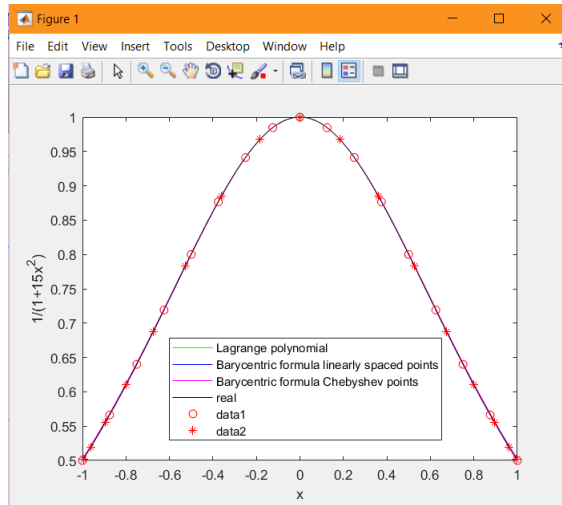 Figure 1
File Edit View Insert Tools Desktop Window Help
1
0.95
0.9
0.85
0.8
0.75
0.7
0.65
0.6
0.55
0.5
1/(1+15x²)
Lagrange polynomial
Barycentric formula linearly spaced points
Barycentric formula Chebyshev points
real
data1
data2
-1 -0.8 -0.6 -0.4 -0.2 0 0.2 0.4 0.6 0.8 1
x